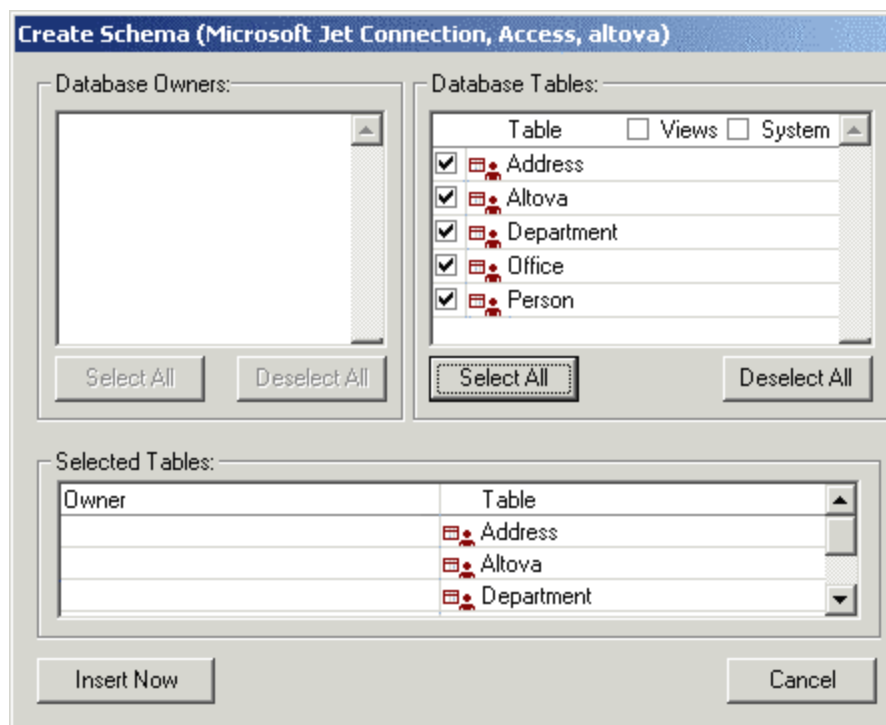 Create Schema (Microsoft Jet Connection, Access, altova)
Database Owners:
Select All Deselect All
Database Tables:
Table Views System
Address
Altova
Department
Office
Person
Select All Deselect All
Selected Tables:
Owner Table
Address
Altova
Department
Insert Now Cancel